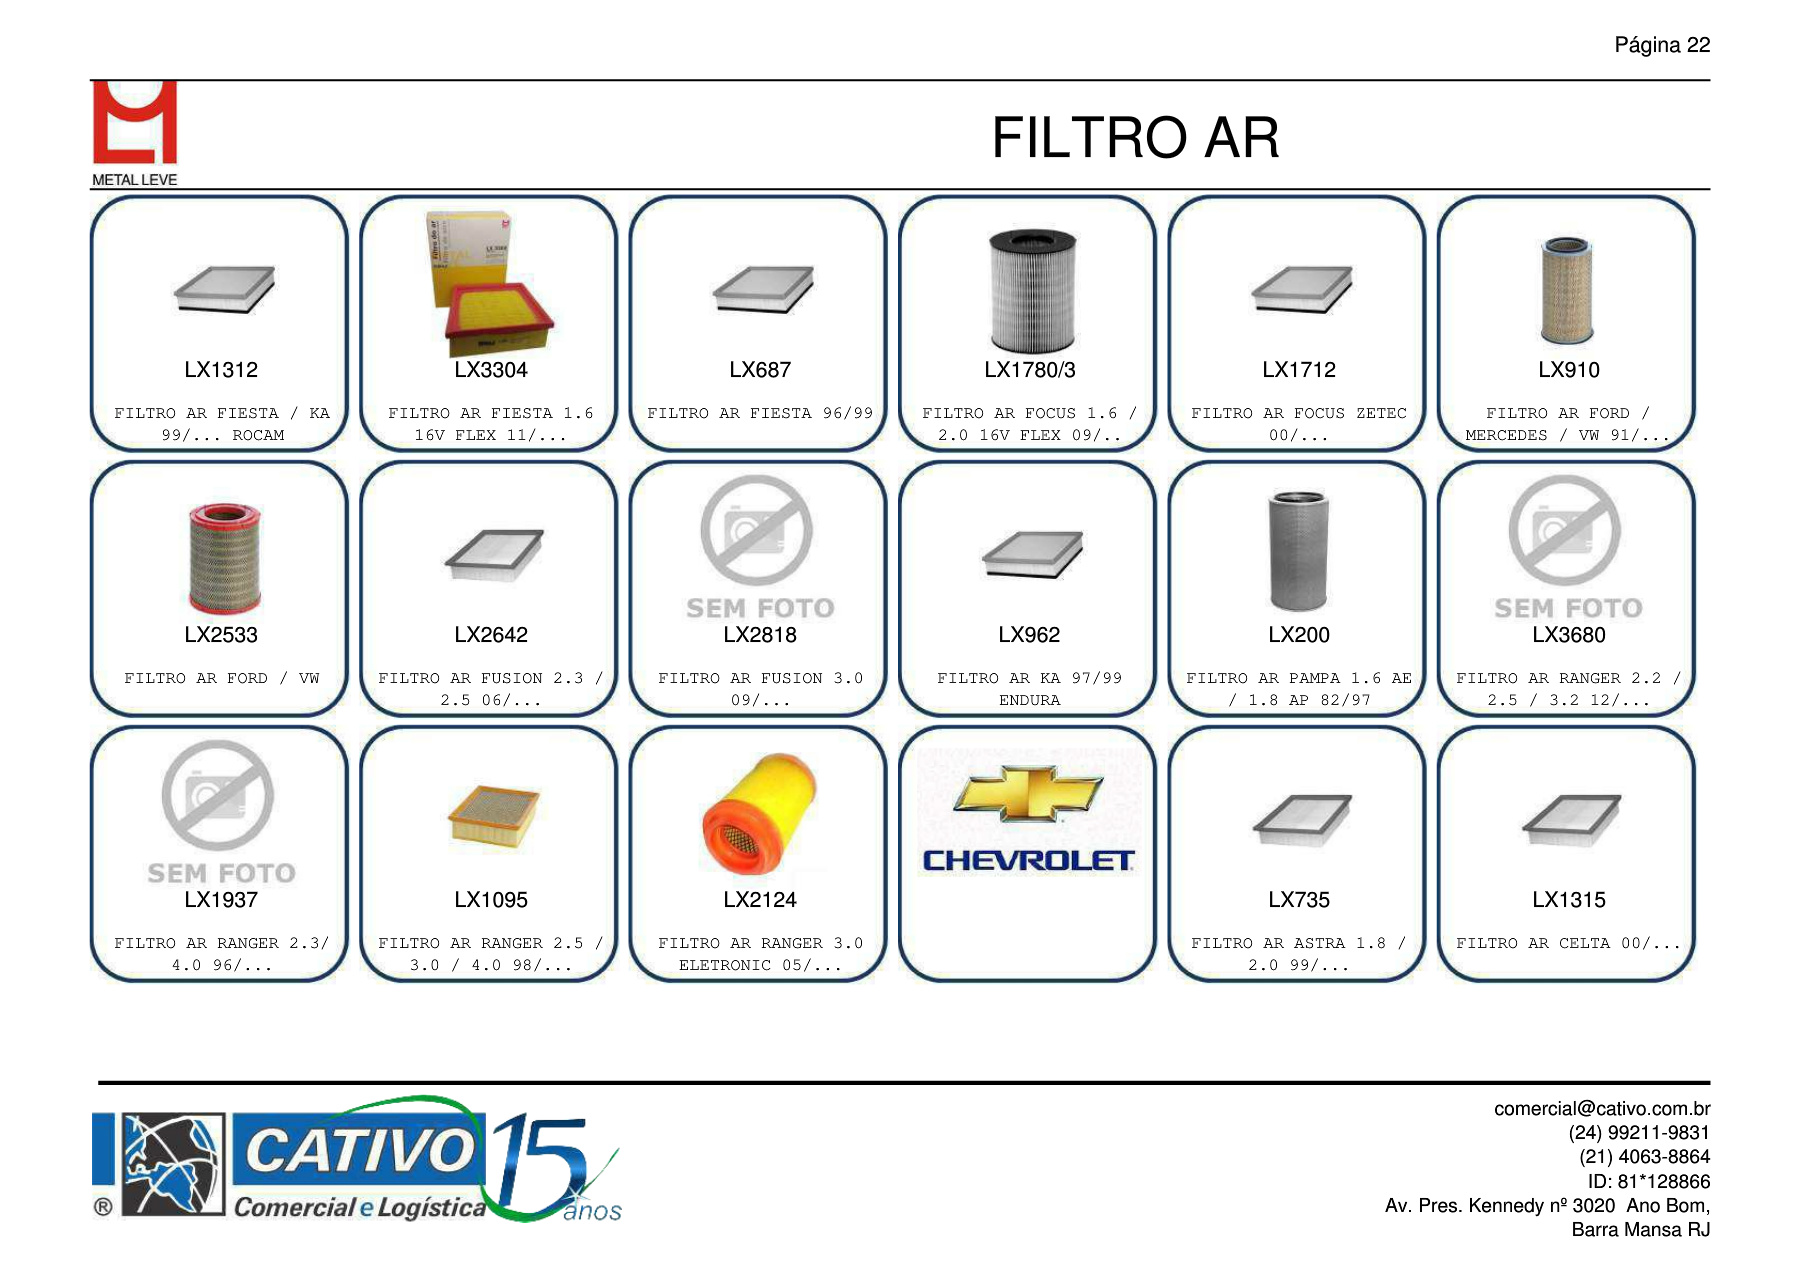 Página 22
METAL LEVE
FILTRO AR
LX1312
FILTRO AR FIESTA / KA
99/... ROCAM
LX3304
FILTRO AR FIESTA 1.6
16V FLEX 11/...
LX687
FILTRO AR FIESTA 96/99
LX1780/3
FILTRO AR FOCUS 1.6 /
2.0 16V FLEX 09/..
LX1712
FILTRO AR FOCUS ZETEC
00/...
LX910
FILTRO AR FORD /
MERCEDES / VW 91/...
LX2533
FILTRO AR FORD / VW
LX2642
FILTRO AR FUSION 2.3 /
2.5 06/...
SEM FOTO
LX2818
FILTRO AR FUSION 3.0
09/...
LX962
FILTRO AR KA 97/99
ENDURA
LX200
FILTRO AR PAMPA 1.6 AE
/ 1.8 AP 82/97
SEM FOTO
LX3680
FILTRO AR RANGER 2.2 /
2.5 / 3.2 12/...
SEM FOTO
LX1937
FILTRO AR RANGER 2.3/
4.0 96/...
LX1095
FILTRO AR RANGER 2.5 /
3.0 / 4.0 98/...
LX2124
FILTRO AR RANGER 3.0
ELETRONIC 05/...
CHEVROLET
LX735
FILTRO AR ASTRA 1.8 /
2.0 99/...
LX1315
FILTRO AR CELTA 00/...
CATIVO 15
® Comercial e Logística anos
comercial@cativo.com.br
(24) 99211-9831
(21) 4063-8864
ID: 81*128866
Av. Pres. Kennedy nº 3020 Ano Bom,
Barra Mansa RJ